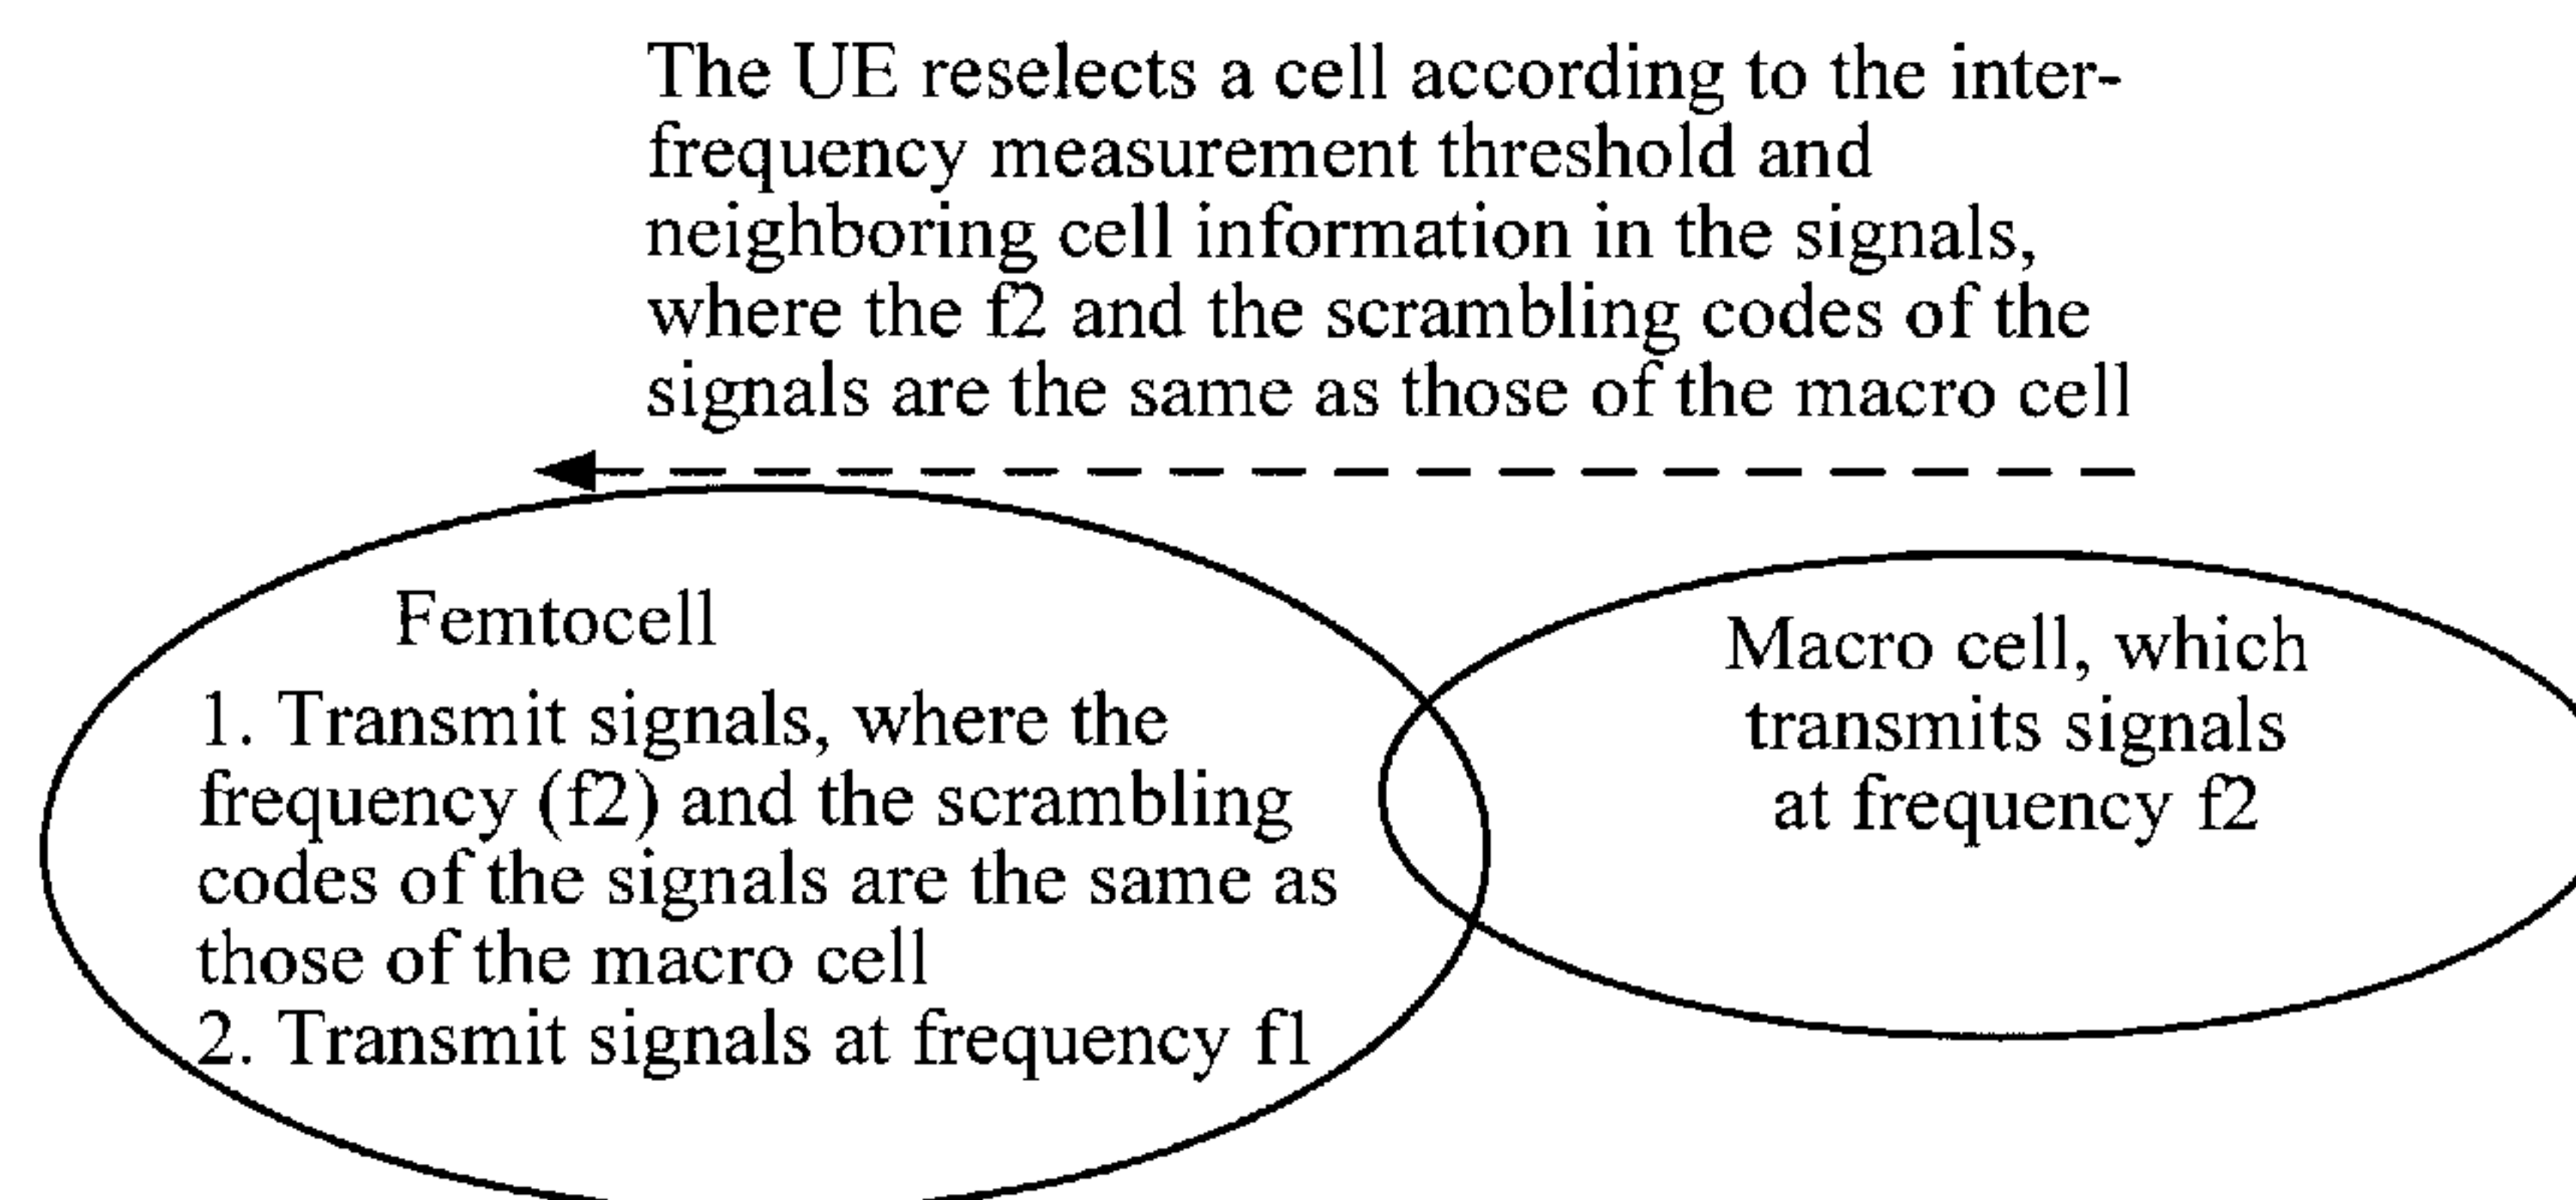 The UE reselects a cell according to the inter-
frequency measurement threshold and
neighboring cell information in the signals,
where the f2 and the scrambling codes of the
signals are the same as those of the macro cell
Femtocell
1. Transmit signals, where the
frequency (f2) and the scrambling
codes of the signals are the same as
those of the macro cell
2. Transmit signals at frequency f1
Macro cell, which
transmits signals
at frequency f2